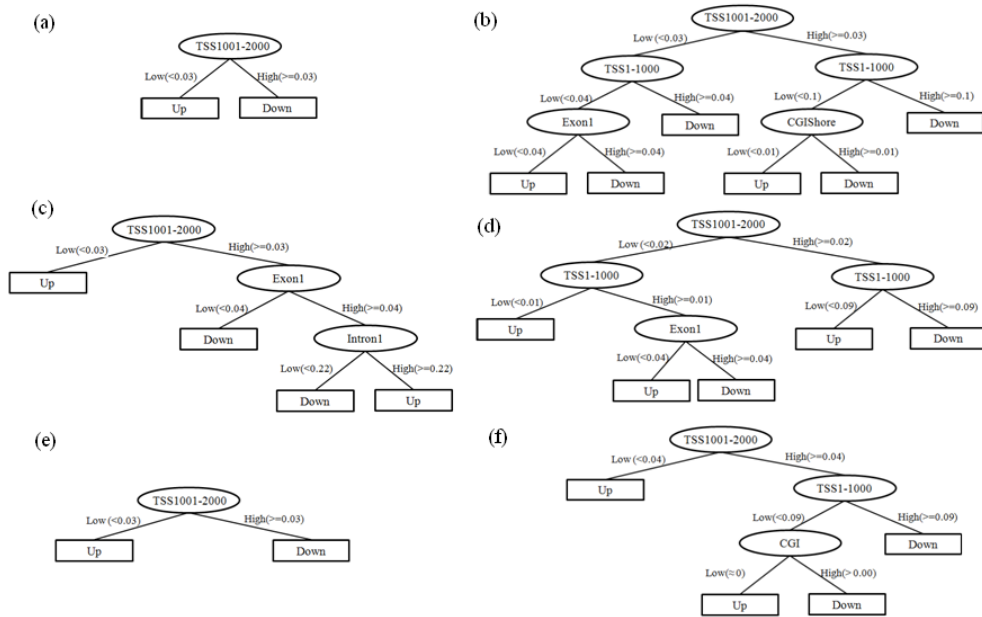 (a)
TSS1001-2000
Low(<0.03)
High(>=0.03)
Up
Down
(b)
TSS1001-2000
Low (<0.03)
High(>=0.03)
TSS1-1000
TSS1-1000
Low(<0.04)
High(>=0.04)
Low(<0.1)
High(>=0.1)
Exon1
Down
CGIShore
Down
Low(<0.04)
High(>=0.04)
Low(<0.01)
High(>=0.01)
Up
Down
Up
Down
(c)
TSS1001-2000
Low(<0.03)
High(>=0.03)
Up
Exon1
Low(<0.04)
High(>=0.04)
Down
Intron1
Low(<0.22)
High(>=0.22)
Down
Up
(d)
TSS1001-2000
Low (<0.02)
High(>=0.02)
TSS1-1000
TSS1-1000
Low(<0.01)
High(>=0.01)
Low(<0.09)
High(>=0.09)
Up
Exon1
Up
Down
Low(<0.04)
High(>=0.04)
Up
Down
(e)
TSS1001-2000
Low (<0.03)
High(>=0.03)
Up
Down
(f)
TSS1001-2000
Low (<0.04)
High(>=0.04)
Up
TSS1-1000
Low(<0.09)
High(>=0.09)
CGI
Down
Low(≈0)
High(>0.00)
Up
Down